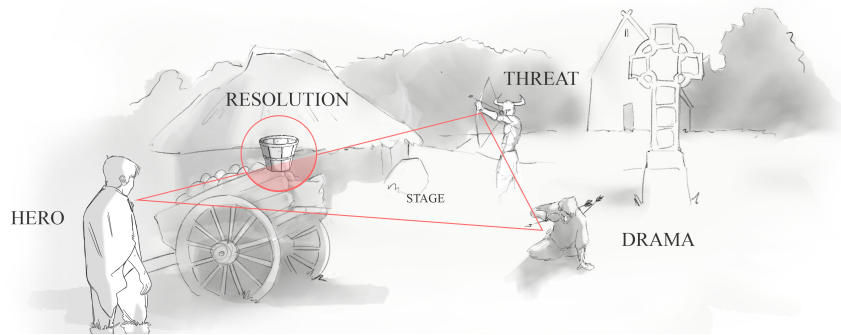 THREAT
RESOLUTION
STAGE
HERO
DRAMA